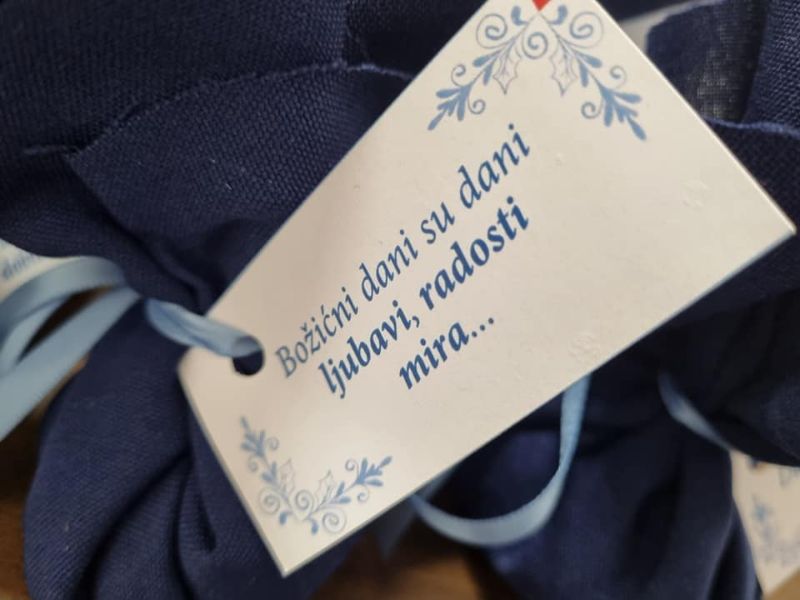 Božićni dani su dani
ljubavi, radosti
mira...